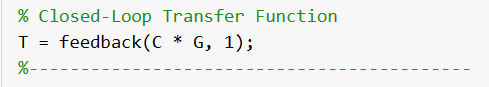 % Closed-Loop Transfer Function
T = feedback(C * G, 1);
%--------------------------------------------